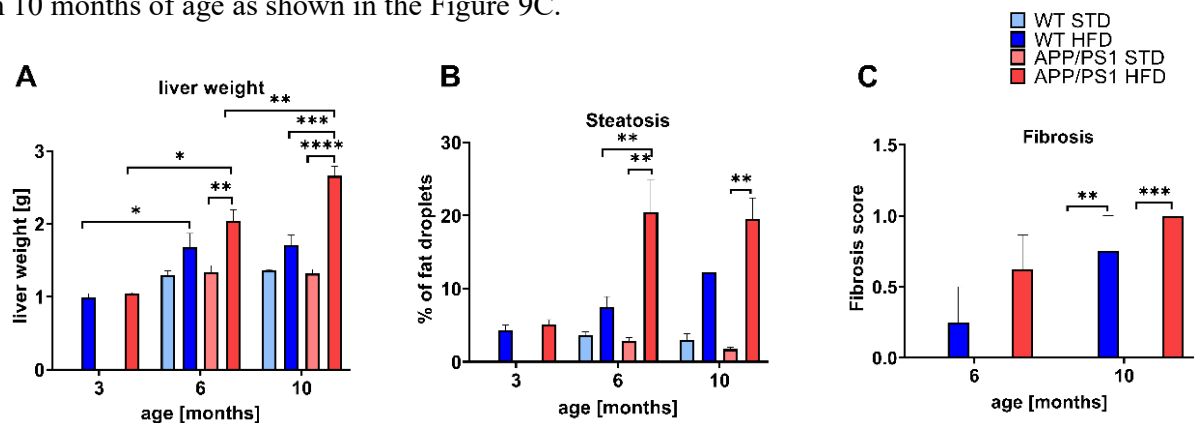 n 10 months of age as shown in the Figure 9C.
WT STD
WT HFD
APP/PS1 STD
APP/PS1 HFD
A
liver weight
**
***
****
*
**
*
3
2
1
0
liver weight [g]
3
6
10
age [months]
B
Steatosis
**
**
**
30
20
10
0
% of fat droplets
3
6
10
age [months]
C
Fibrosis
**
***
1.5
1.0
0.5
0.0
Fibrosis score
6
10
age [months]